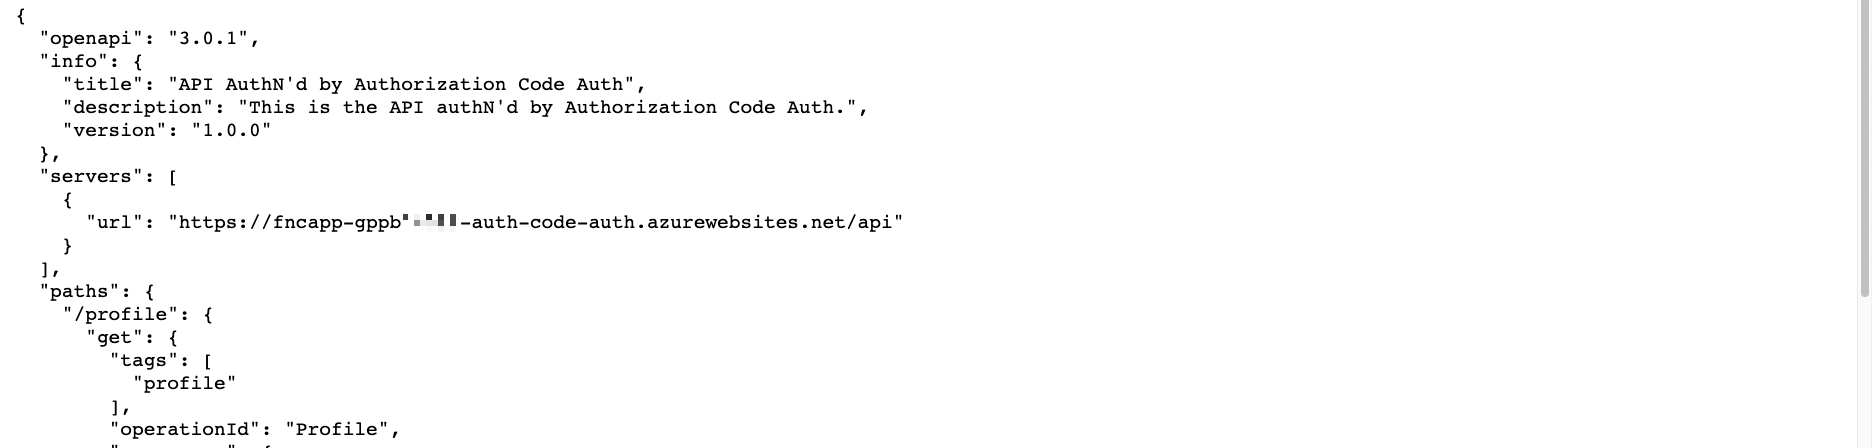 {
  "openapi": "3.0.1",
  "info": {
    "title": "API AuthN'd by Authorization Code Auth",
    "description": "This is the API authN'd by Authorization Code Auth.",
    "version": "1.0.0"
  },
  "servers": [
    {
      "url": "https://fncapp-gppb -auth-code-auth.azurewebsites.net/api"
    }
  ],
  "paths": {
    "/profile": {
      "get": {
        "tags": [
          "profile"
        ],
        "operationId": "Profile",